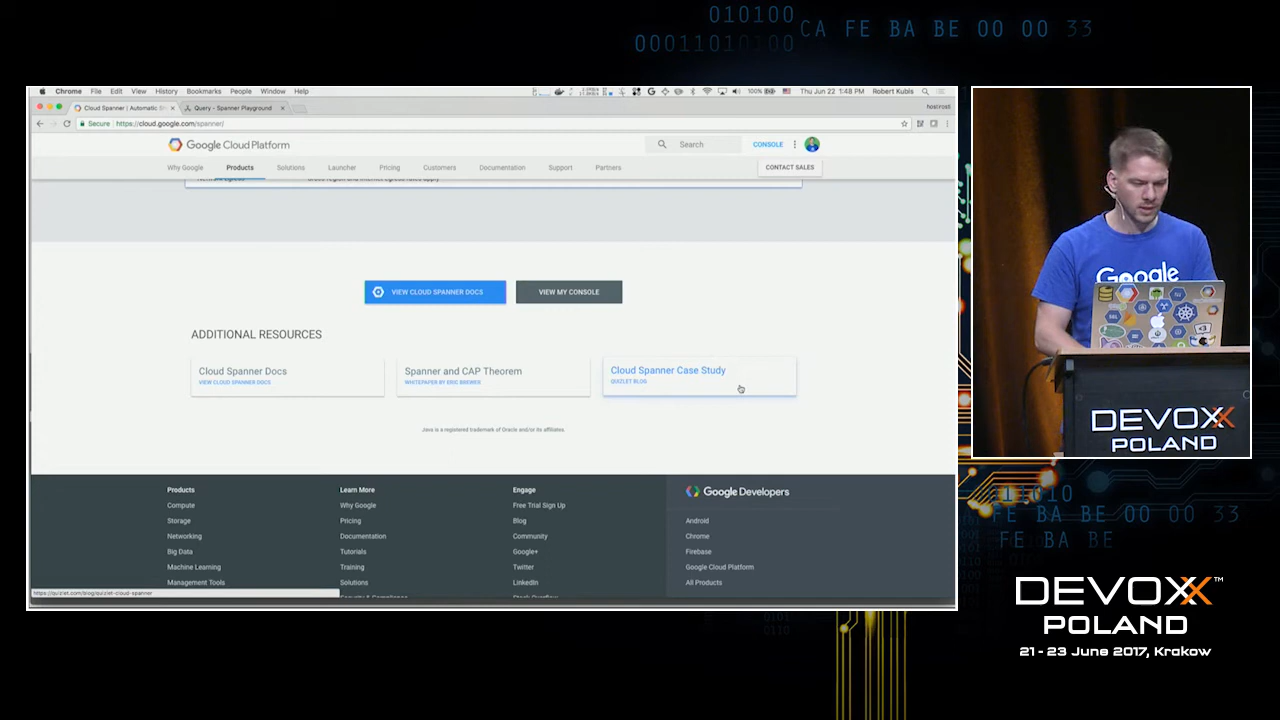 010100
000110 10100
CA FE BA BE 00 00 33
Chrome File Edit View History Bookmarks People Window Help
100% Thu Jun 22 1:48 PM Robert Kubis
Cloud Spanner | Automatic Sh
Query - Spanner Playground
Secure https://cloud.google.com/spanner/
Google Cloud Platform
Search
CONSOLE
Why Google Products Solutions Launcher Pricing Customers Documentation Support Partners
CONTACT SALES
VIEW CLOUD SPANNER DOCS
VIEW MY CONSOLE
ADDITIONAL RESOURCES
Cloud Spanner Docs
VIEW CLOUD SPANNER DOCS
Spanner and CAP Theorem
WHITEPAPER BY ERIC BREWER
Cloud Spanner Case Study
QUIZLET BLOG
Java is a registered trademark of Oracle and/or its affiliates.
Products
Compute
Storage
Networking
Big Data
Machine Learning
Management Tools
Learn More
Why Google
Pricing
Documentation
Tutorials
Training
Solutions
Security & Compliance
Engage
Free Trial Sign Up
Blog
Community
Google+
Twitter
LinkedIn
Stack Overflow
Google Developers
Android
Chrome
Firebase
Google Cloud Platform
All Products
https://quizlet.com/blog/quizlet-cloud-spanner
Google
DEVOXX
POLAND
FE BA BE 00 00 33
FE BA BE
DEVOXX™
POLAND
21 - 23 June 2017, Krakow